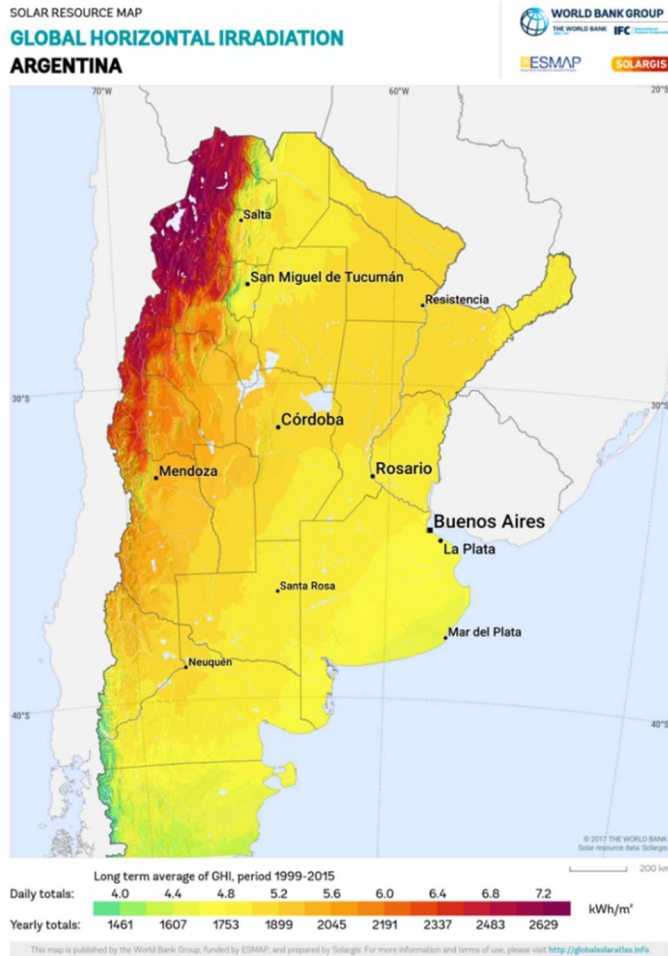 SOLAR RESOURCE MAP
GLOBAL HORIZONTAL IRRADIATION
ARGENTINA
WORLD BANK GROUP
THE WORLD BANK
IFC
ESMAP
SOLARGIS
70°W
60°W
20°S
Salta
San Miguel de Tucumán
Resistencia
30°S
30°S
Córdoba
Mendoza
Rosario
Buenos Aires
La Plata
Santa Rosa
Mar del Plata
Neuquén
40°S
40°S
© 2017 THE WORLD BANK
Solar resource data: Solargis
200 km
Long term average of GHI, period 1999-2015
Daily totals: 4.0 4.4 4.8 5.2 5.6 6.0 6.4 6.8 7.2
kWh/m²
Yearly totals: 1461 1607 1753 1899 2045 2191 2337 2483 2629
This map is published by the World Bank Group, funded by ESMAP, and prepared by Solargis. For more information and terms of use, please visit http://globalsolaratlas.info.